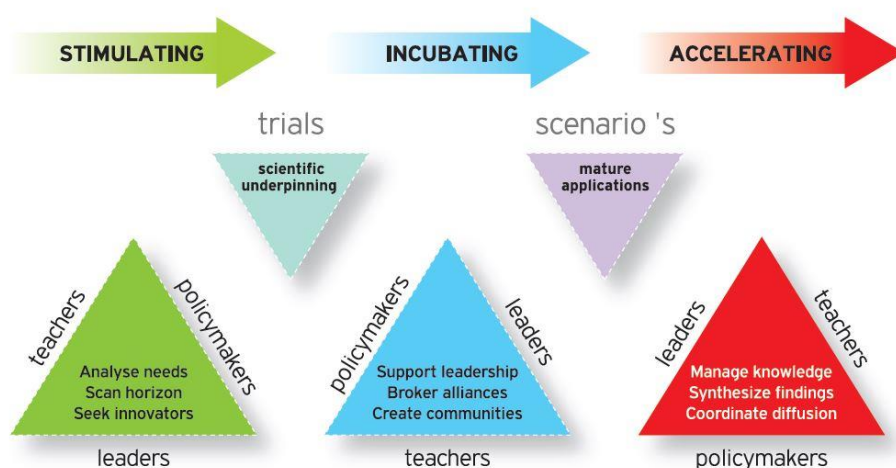 STIMULATING
INCUBATING
ACCELERATING
trials
scenario 's
scientific
underpinning
mature
applications
teachers
policymakers
Analyse needs
Scan horizon
Seek innovators
leaders
policymakers
leaders
Support leadership
Broker alliances
Create communities
teachers
leaders
teachers
Manage knowledge
Synthesize findings
Coordinate diffusion
policymakers